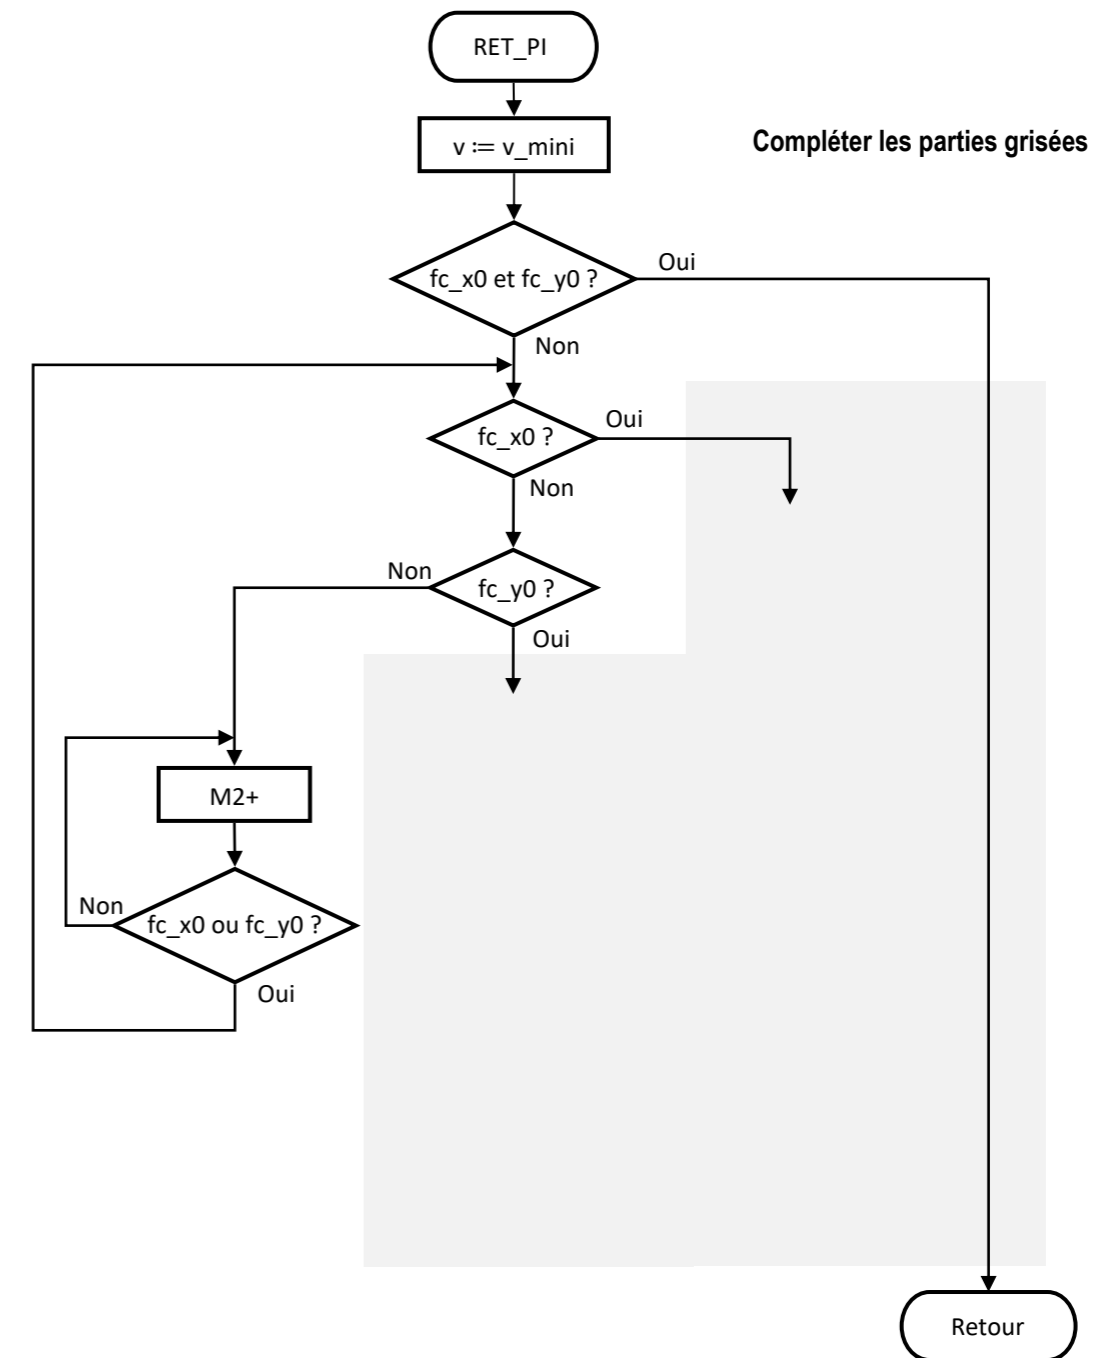 RET_PI
v := v_mini
Compléter les parties grisées
fc_x0 et fc_y0 ?
Oui
Non
fc_x0 ?
Oui
Non
Non
fc_y0 ?
Oui
M2+
Non
fc_x0 ou fc_y0 ?
Oui
Retour